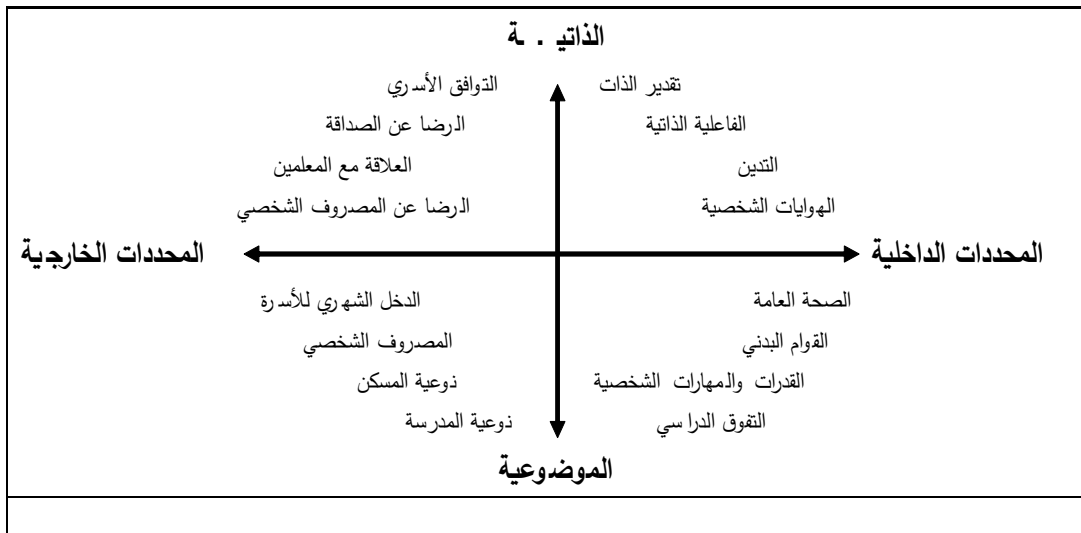 الذاتيـ . ـة
تقدير الذات
التوافق الأسري
الفاعلية الذاتية
الرضا عن الصداقة
التدين
العلاقة مع المعلمين
الهوايات الشخصية
الرضا عن المصروف الشخصي
المحددات الداخلية
المحددات الخارجية
الصحة العامة
الدخل الشهري للأسرة
القوام البدني
المصروف الشخصي
القدرات والمهارات الشخصية
نوعية المسكن
التفوق الدراسي
نوعية المدرسة
الموضوعية